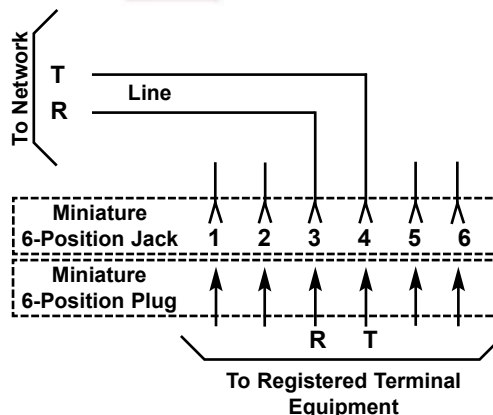 To Network
T
R
Line
Miniature
6-Position Jack
1 2 3 4 5 6
Miniature
6-Position Plug
R T
To Registered Terminal
Equipment